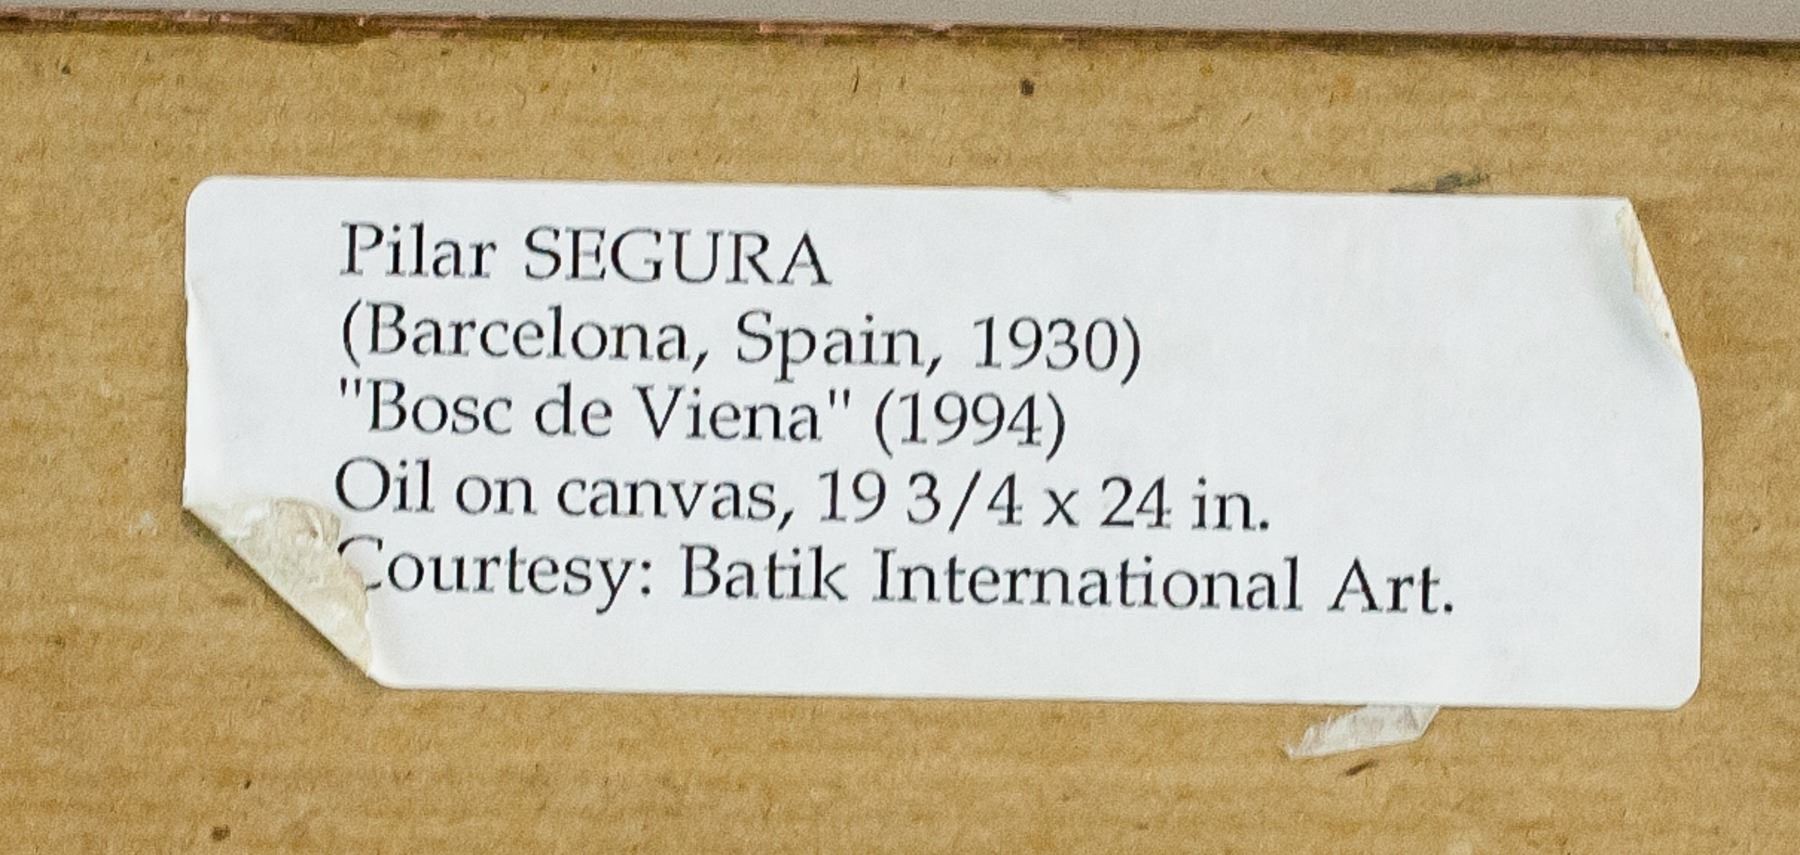 Pilar SEGURA
(Barcelona, Spain, 1930)
"Bosc de Viena" (1994)
Oil on canvas, 19 3/4 x 24 in.
Courtesy: Batik International Art.